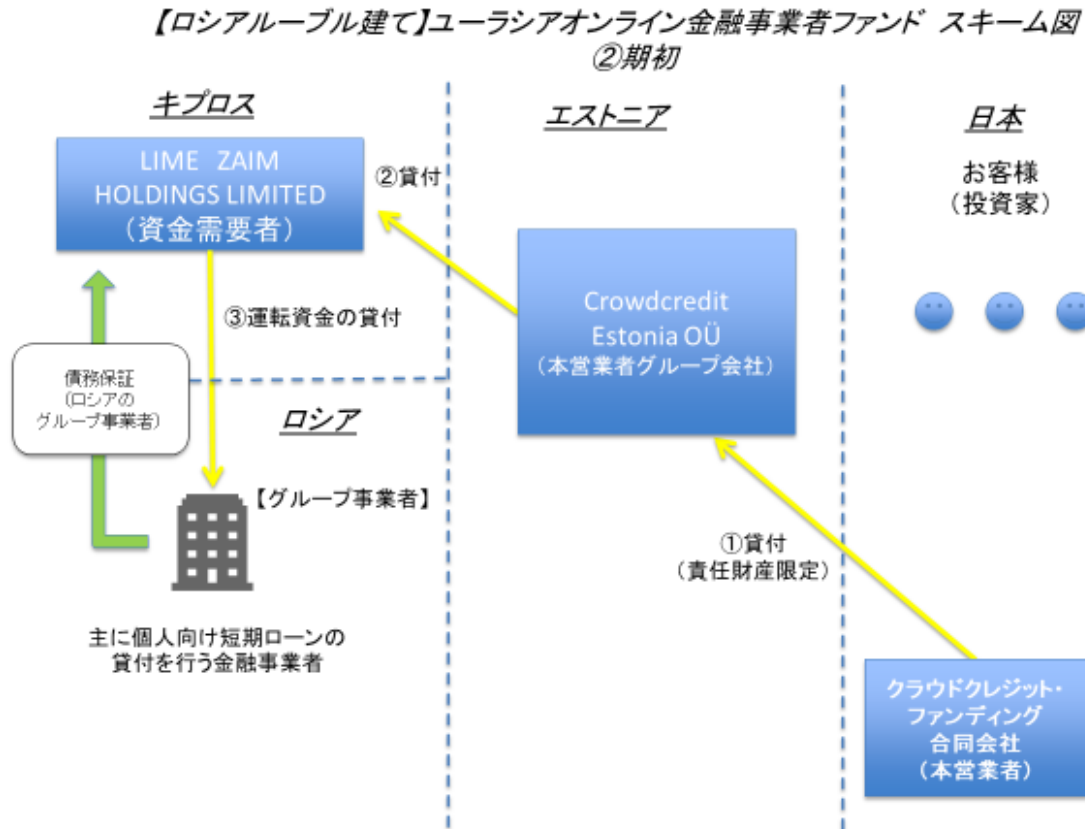 【ロシアルーブル建て】ユーラシアオンライン金融事業者ファンド スキーム図
②期初
キプロス
エストニア
日本
LIME ZAIM
HOLDINGS LIMITED
(資金需要者)
②貸付
お客様
(投資家)
Crowdcredit
Estonia OÜ
(本営業者グループ会社)
③運転資金の貸付
債務保証
(ロシアの
グループ事業者)
ロシア
【グループ事業者】
①貸付
(責任財産限定)
主に個人向け短期ローンの
貸付を行う金融事業者
クラウドクレジット・
ファンディング
合同会社
(本営業者)